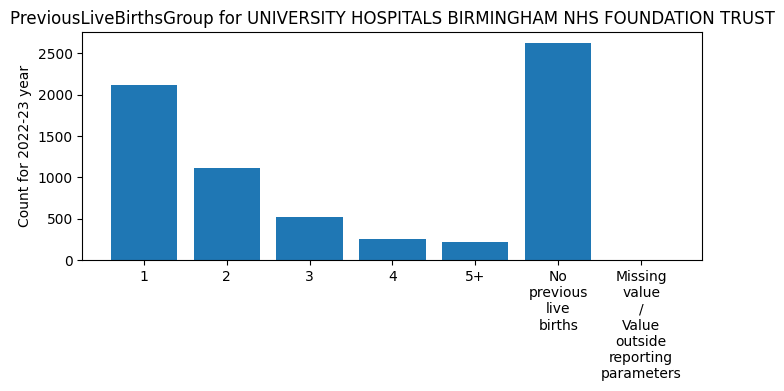 PreviousLiveBirthsGroup for UNIVERSITY HOSPITALS BIRMINGHAM NHS FOUNDATION TRUST
Count for 2022-23 year
2500
2000
1500
1000
500
0
1
2
3
4
5+
No
previous
live
births
Missing
value
/
Value
outside
reporting
parameters